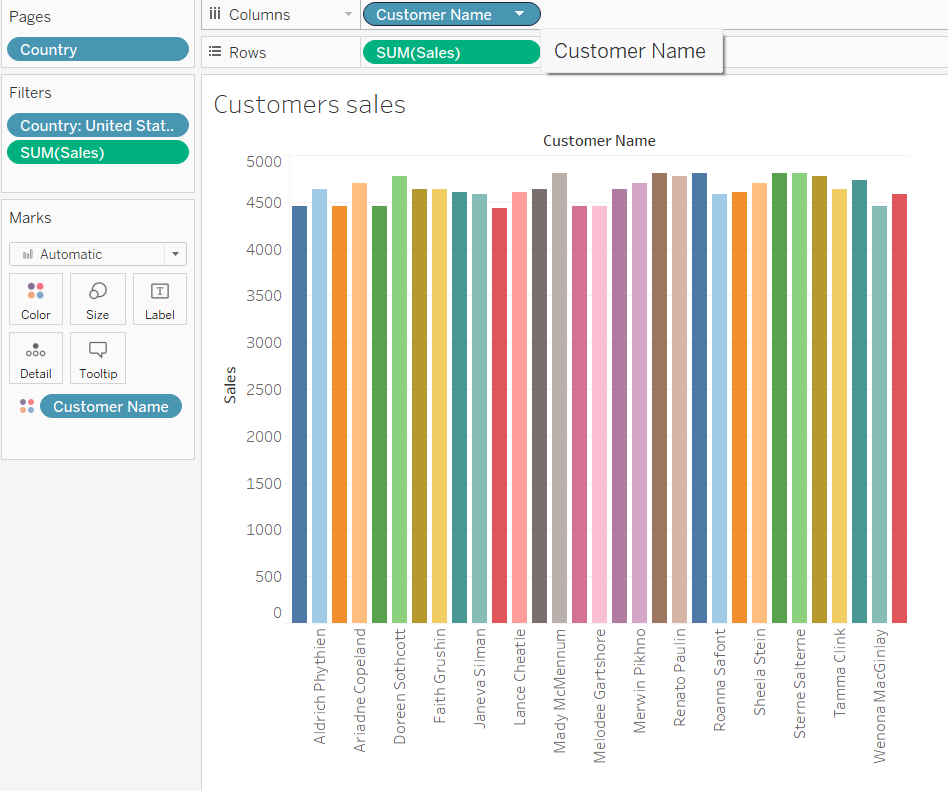 Pages
Country
Filters
Country: United Stat..
SUM(Sales)
Marks
Automatic
Color
Size
Label
Detail
Tooltip
Customer Name
Columns
Customer Name
Rows
SUM(Sales)
Customer Name
Customers sales
Customer Name
Sales
5000
4500
4000
3500
3000
2500
2000
1500
1000
500
0
Aldrich Phythien
Ariadne Copeland
Doreen Sothcott
Faith Grushin
Janeva Silman
Lance Cheatle
Mady McMennum
Melodee Gartshore
Merwin Pikhno
Renato Paulin
Roanna Safont
Sheela Stein
Sterne Salterne
Tamma Clink
Wenona MacGinlay